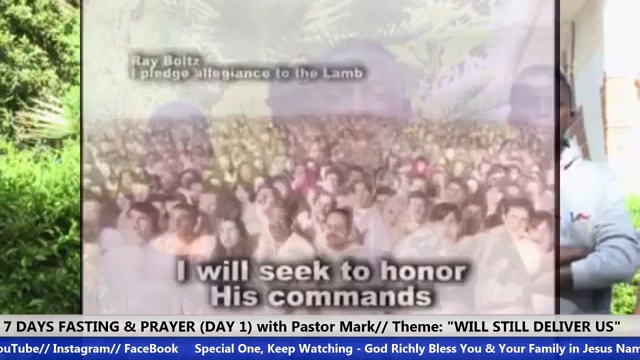 Ray Boltz
I pledge allegiance to the Lamb
I will seek to honor
His commands
7 DAYS FASTING & PRAYER (DAY 1) with Pastor Mark// Theme: "WILL STILL DELIVER US"
YouTube// Instagram// FaceBook Special One, Keep Watching - God Richly Bless You & Your Family in Jesus Nam